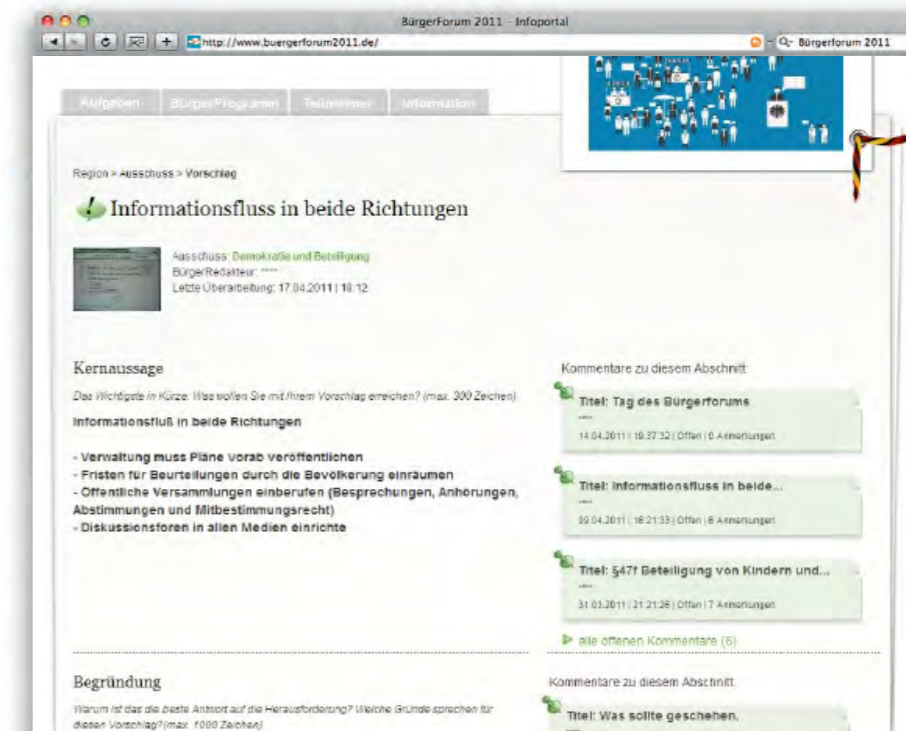 BürgerForum 2011 – Infoportal
http://www.buergerforum2011.de/
Bürgerforum 2011
Aufgaben BürgerProgramm Teilnehmer Information
Region > Ausschuss > Vorschlag
Informationsfluss in beide Richtungen
Ausschuss: Demokratie und Beteiligung
BürgerRedakteur: ****
Letzte Überarbeitung: 17.04.2011 | 18:12
Kernaussage
Das Wichtigste in Kürze: Was wollen Sie mit Ihrem Vorschlag erreichen? (max. 300 Zeichen)
Informationsfluß in beide Richtungen
- Verwaltung muss Pläne vorab veröffentlichen
- Fristen für Beurteilungen durch die Bevölkerung einräumen
- Öffentliche Versammlungen einberufen (Besprechungen, Anhörungen,
Abstimmungen und Mitbestimmungsrecht)
- Diskussionsforen in allen Medien einrichte
Kommentare zu diesem Abschnitt:
Titel: Tag des Bürgerforums
****
14.04.2011 | 19:37:32 | Offen | 0 Anmerkungen
Titel: Informationsfluss in beide...
****
09.04.2011 | 16:21:33 | Offen | 6 Anmerkungen
Titel: §47f Beteiligung von Kindern und...
****
31.03.2011 | 21:21:26 | Offen | 7 Anmerkungen
alle offenen Kommentare (6)
Begründung
Warum ist das die beste Antwort auf die Herausforderung? Welche Gründe sprechen für
diesen Vorschlag? (max. 1000 Zeichen)
Kommentare zu diesem Abschnitt:
Titel: Was sollte geschehen,